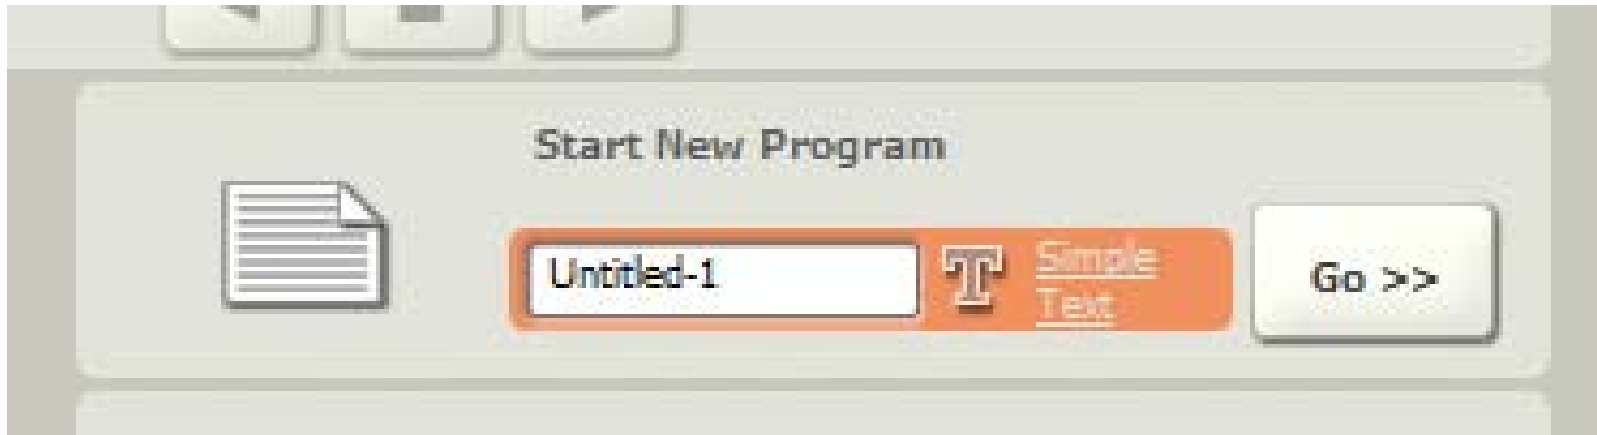 Start New Program
Untitled-1
T
Simple
Text
Go >>